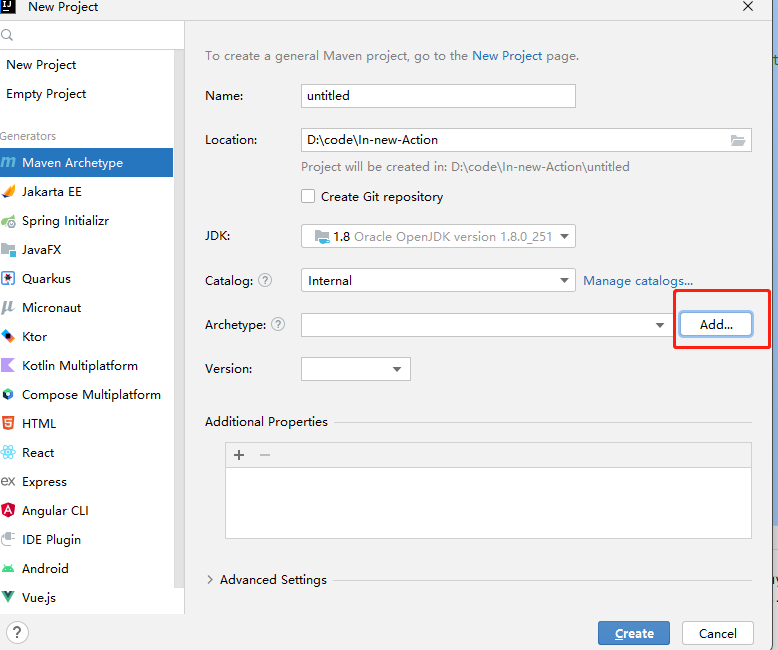 New Project
New Project
Empty Project
Generators
Maven Archetype
Jakarta EE
Spring Initializr
JavaFX
Quarkus
Micronaut
Ktor
Kotlin Multiplatform
Compose Multiplatform
HTML
React
Express
Angular CLI
IDE Plugin
Android
Vue.js
To create a general Maven project, go to the New Project page.
Name: untitled
Location: D:\code\In-new-Action
Project will be created in: D:\code\In-new-Action\untitled
Create Git repository
JDK: 1.8 Oracle OpenJDK version 1.8.0_251
Catalog: ? Internal Manage catalogs...
Archetype: ? Add...
Version:
Additional Properties
+ −
> Advanced Settings
? Create Cancel